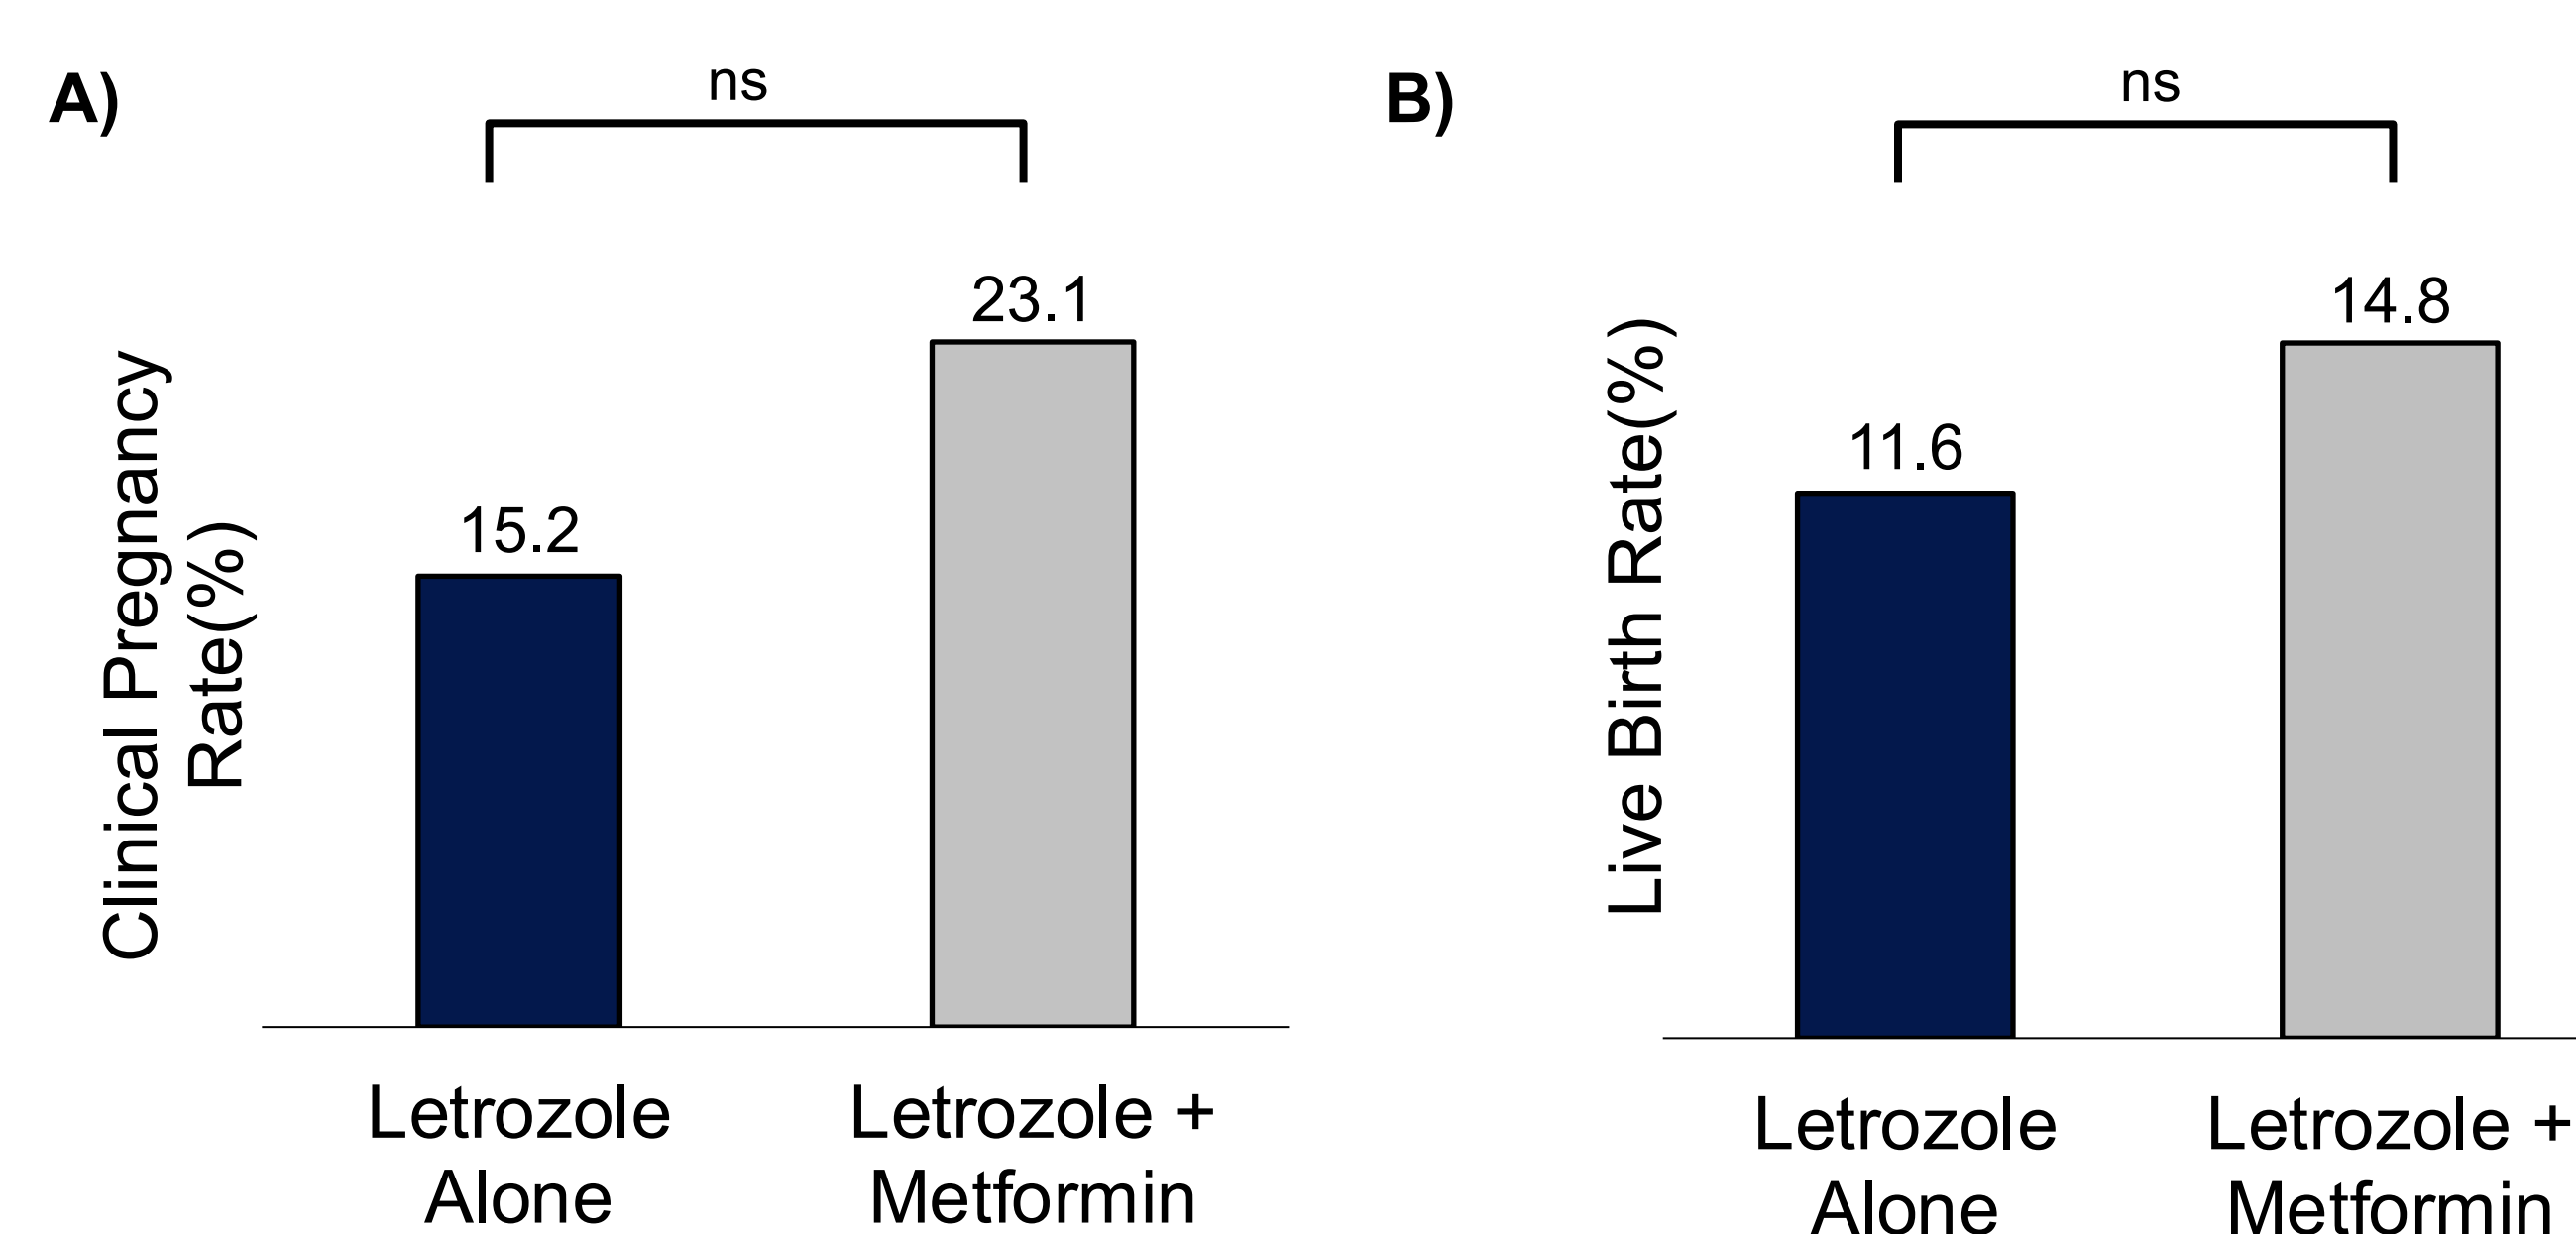 A)
ns
Clinical Pregnancy
Rate(%)
15.2
23.1
Letrozole
Alone
Letrozole +
Metformin
B)
ns
Live Birth Rate(%)
11.6
14.8
Letrozole
Alone
Letrozole +
Metformin